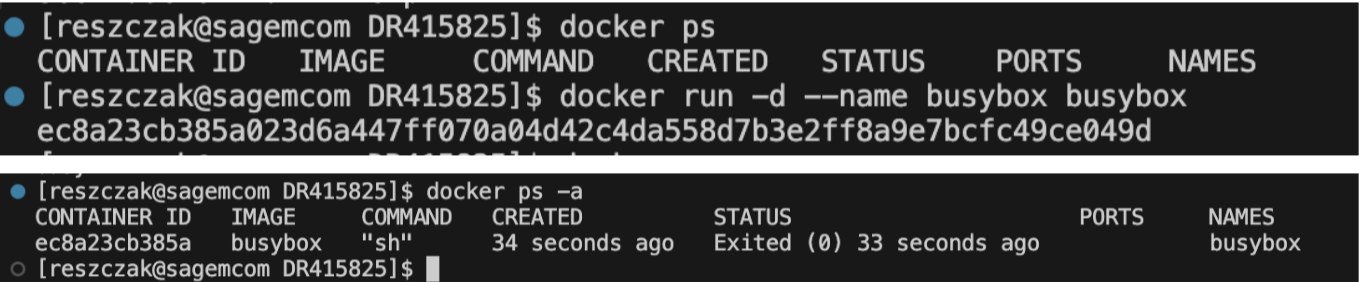 [reszczak@sagemcom DR415825]$ docker ps
CONTAINER ID   IMAGE     COMMAND   CREATED   STATUS    PORTS     NAMES
[reszczak@sagemcom DR415825]$ docker run -d --name busybox busybox
ec8a23cb385a023d6a447ff070a04d42c4da558d7b3e2ff8a9e7bcfc49ce049d
[reszczak@sagemcom DR415825]$ docker ps -a
CONTAINER ID   IMAGE     COMMAND   CREATED          STATUS                      PORTS     NAMES
ec8a23cb385a   busybox   "sh"      34 seconds ago   Exited (0) 33 seconds ago             busybox
[reszczak@sagemcom DR415825]$